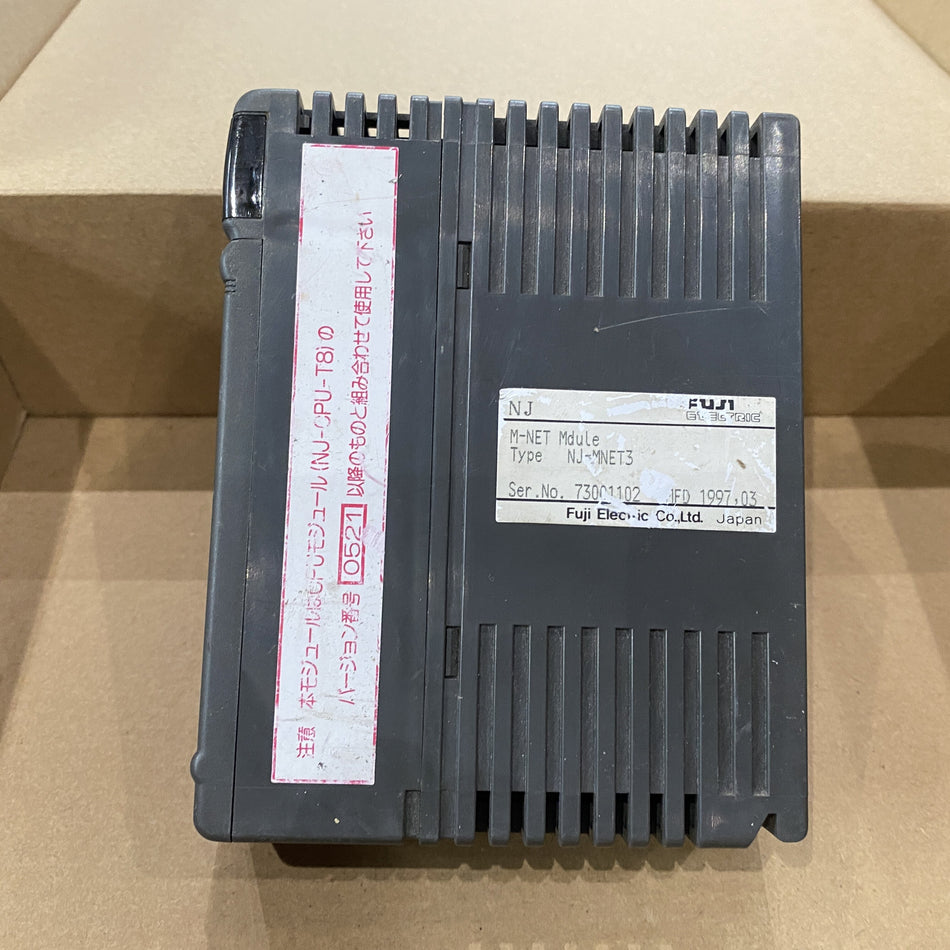 注意 本モジュールはCPUモジュール(NJ-CPU-T8)の
バージョン番号 0521 以降のものと組み合わせて使用して下さい
NJ
FUJI
ELECTRIC
M-NET Mdule
Type NJ-MNET3
Ser.No. 73001102 MFD 1997,03
Fuji Electric Co.,Ltd. Japan